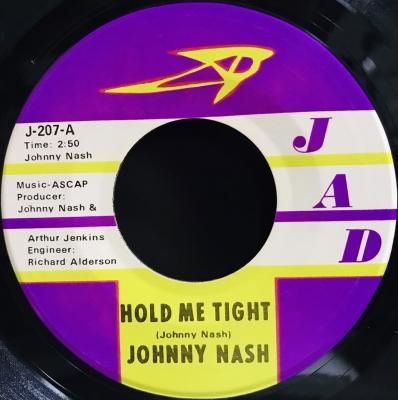 J-207-A
Time: 2:50
Johnny Nash
Music-ASCAP
Producer:
Johnny Nash &
Arthur Jenkins
Engineer:
Richard Alderson
J
A
D
HOLD ME TIGHT
(Johnny Nash)
JOHNNY NASH